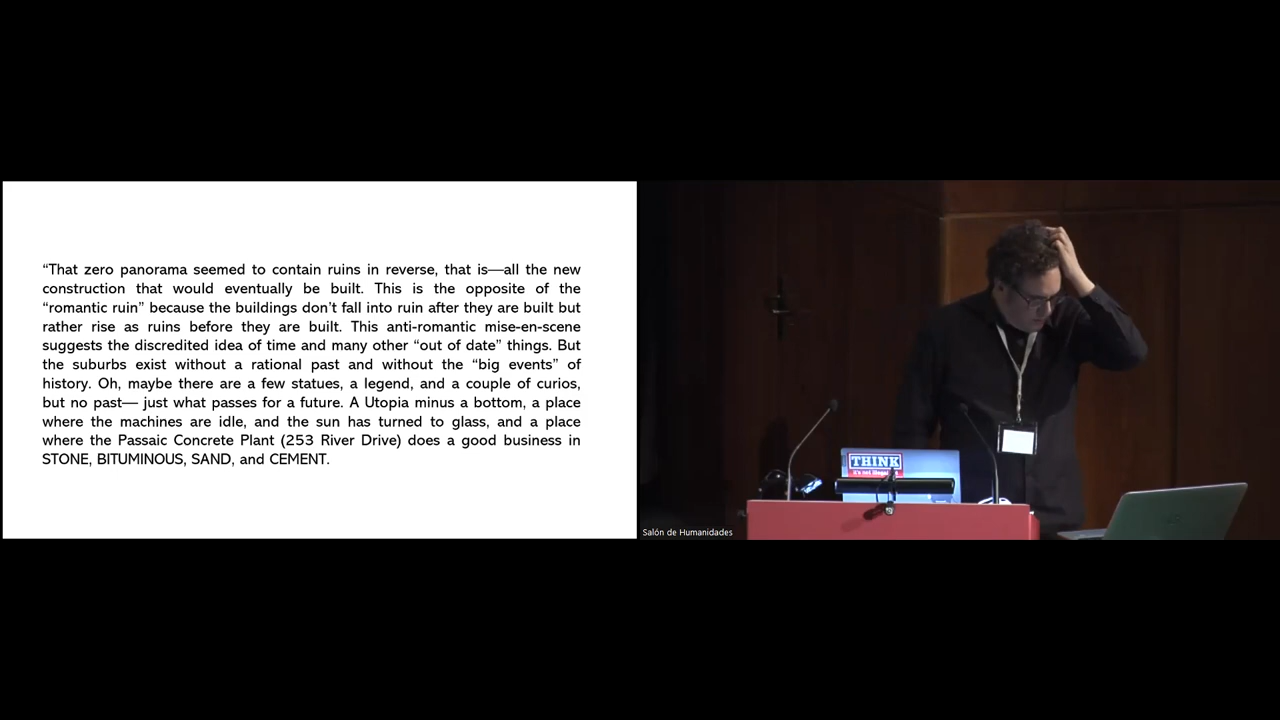 “That zero panorama seemed to contain ruins in reverse, that is—all the new
construction that would eventually be built. This is the opposite of the
“romantic ruin” because the buildings don’t fall into ruin after they are built but
rather rise as ruins before they are built. This anti-romantic mise-en-scene
suggests the discredited idea of time and many other “out of date” things. But
the suburbs exist without a rational past and without the “big events” of
history. Oh, maybe there are a few statues, a legend, and a couple of curios,
but no past— just what passes for a future. A Utopia minus a bottom, a place
where the machines are idle, and the sun has turned to glass, and a place
where the Passaic Concrete Plant (253 River Drive) does a good business in
STONE, BITUMINOUS, SAND, and CEMENT.
THINK
it's not
Salón de Humanidades